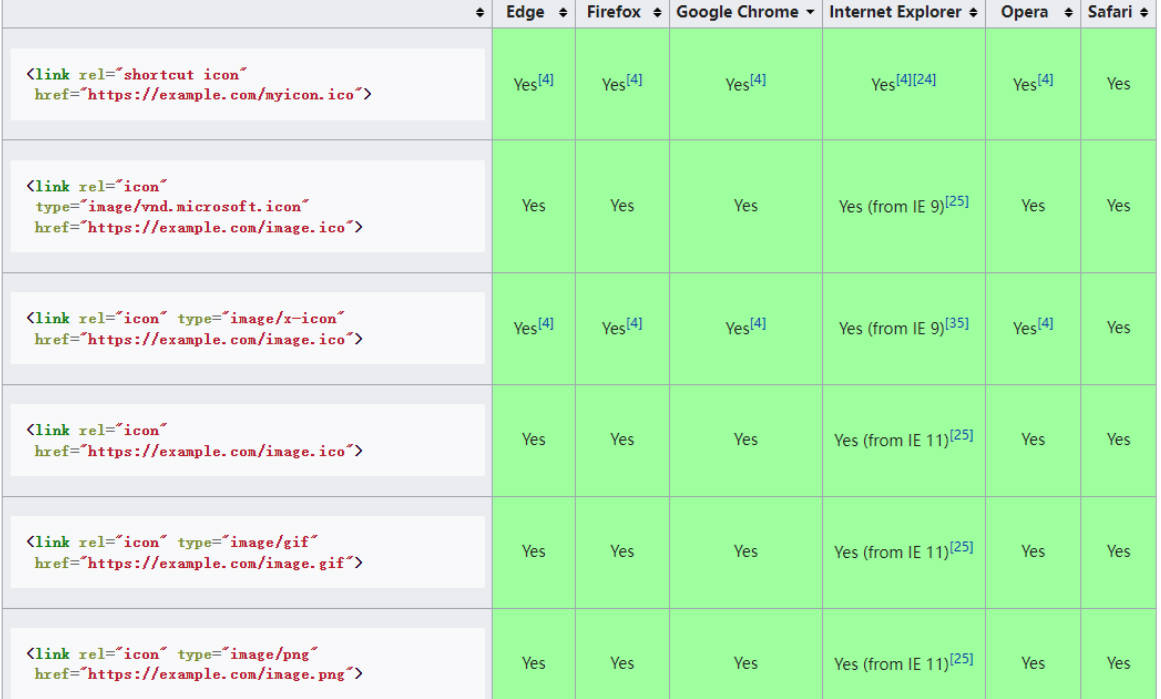 Edge Firefox Google Chrome Internet Explorer Opera Safari
<link rel="shortcut icon"
href="https://example.com/myicon.ico">
Yes[4] Yes[4] Yes[4] Yes[4][24] Yes[4] Yes
<link rel="icon"
type="image/vnd.microsoft.icon"
href="https://example.com/image.ico">
Yes Yes Yes Yes (from IE 9)[25] Yes Yes
<link rel="icon" type="image/x-icon"
href="https://example.com/image.ico">
Yes[4] Yes[4] Yes[4] Yes (from IE 9)[35] Yes[4] Yes
<link rel="icon"
href="https://example.com/image.ico">
Yes Yes Yes Yes (from IE 11)[25] Yes Yes
<link rel="icon" type="image/gif"
href="https://example.com/image.gif">
Yes Yes Yes Yes (from IE 11)[25] Yes Yes
<link rel="icon" type="image/png"
href="https://example.com/image.png">
Yes Yes Yes Yes (from IE 11)[25] Yes Yes